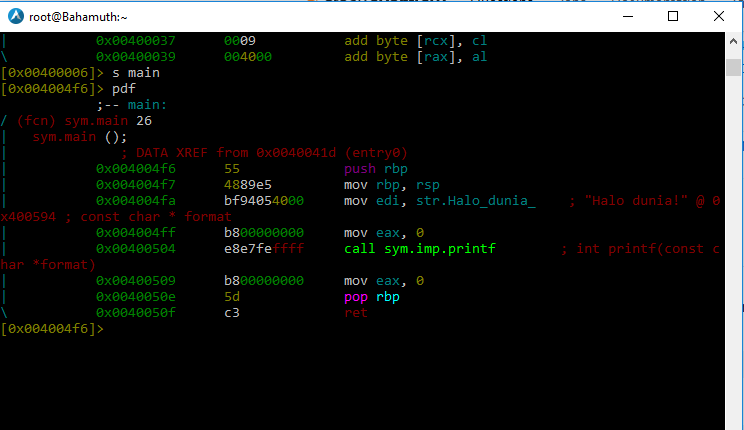 root@Bahamuth:~
|           0x00400037      0009           add byte [rcx], cl
\           0x00400039      004000         add byte [rax], al
[0x00400006]> s main
[0x004004f6]> pdf
            ;-- main:
/ (fcn) sym.main 26
|   sym.main ();
|              ; DATA XREF from 0x0040041d (entry0)
|           0x004004f6      55             push rbp
|           0x004004f7      4889e5         mov rbp, rsp
|           0x004004fa      bf94054000     mov edi, str.Halo_dunia_    ; "Halo dunia!" @ 0
x400594 ; const char * format
|           0x004004ff      b800000000     mov eax, 0
|           0x00400504      e8e7feffff     call sym.imp.printf        ; int printf(const c
har *format)
|           0x00400509      b800000000     mov eax, 0
|           0x0040050e      5d             pop rbp
\           0x0040050f      c3             ret
[0x004004f6]>